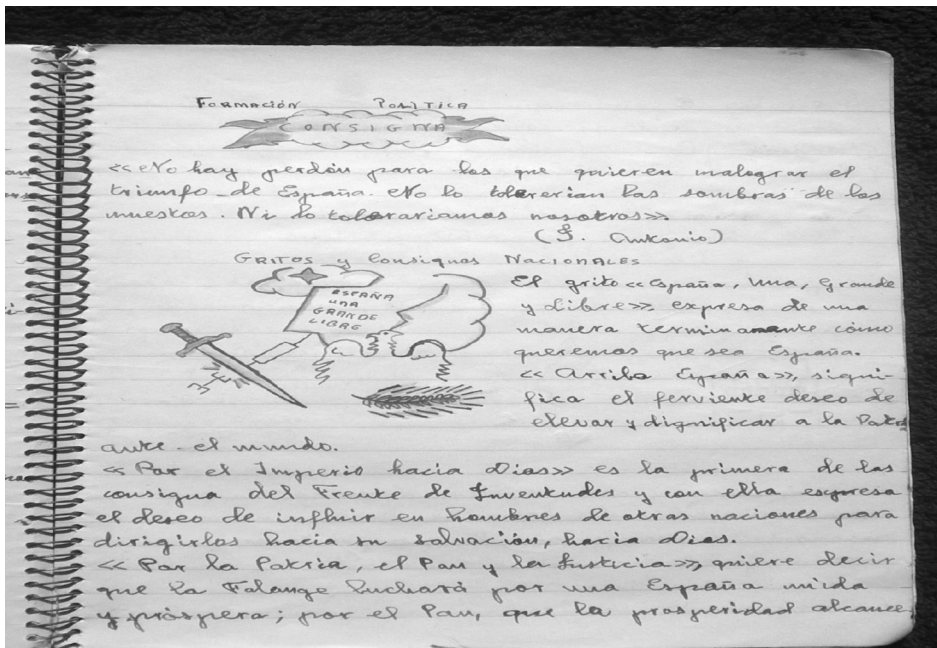 Formación Política
CONSIGNA
<<No hay perdón para los que quieren malograr el
triunfo de España. No lo tolererian las sombras de los
nuestros. Ni lo tolerariamos nosotros>>.
(J. Antonio)
GRITOS y Consignas NACIONALES
ESPAÑA
UNA
GRANDE
LIBRE
El grito <<España, Una, Grande
y Libre>>, expresa de una
manera terminante cómo
queremos que sea España.
<< Arriba España>>, signi-
fica el ferviente deseo de
elevar y dignificar a la Patria
ante el mundo.
<< Por el Imperio hacia Dios>> es la primera de las
consigna del Frente de Juventudes y con ella expresa
el deseo de influir en hombres de otras naciones para
dirigirlos hacia su salvación, hacia Dios.
<< Por la Patria, el Pan y la Justicia>>, quiere decir
que la Falange luchará por una España unida
y próspera; por el Pan, que la prosperidad alcance